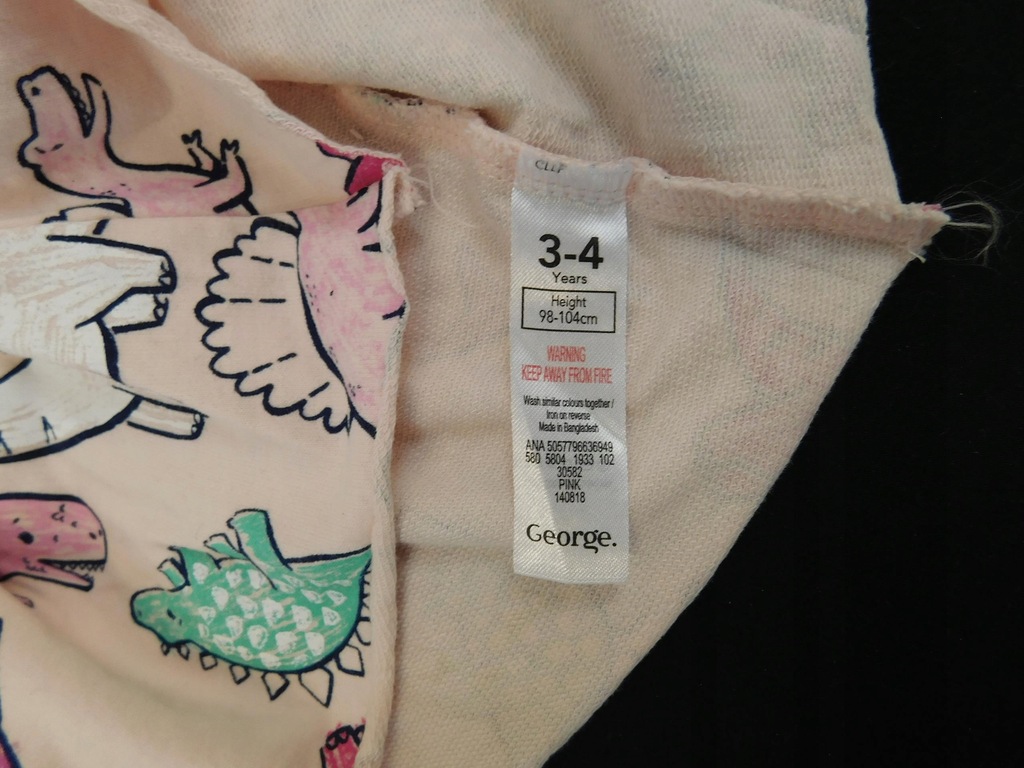 3-4
Years
Height
98-104cm
WARNING
KEEP AWAY FROM FIRE
Wash similar colours together /
Iron on reverse
Made in Bangladesh
ANA 5057796636949
580 5804 1933 102
30582
PINK
140818
George.